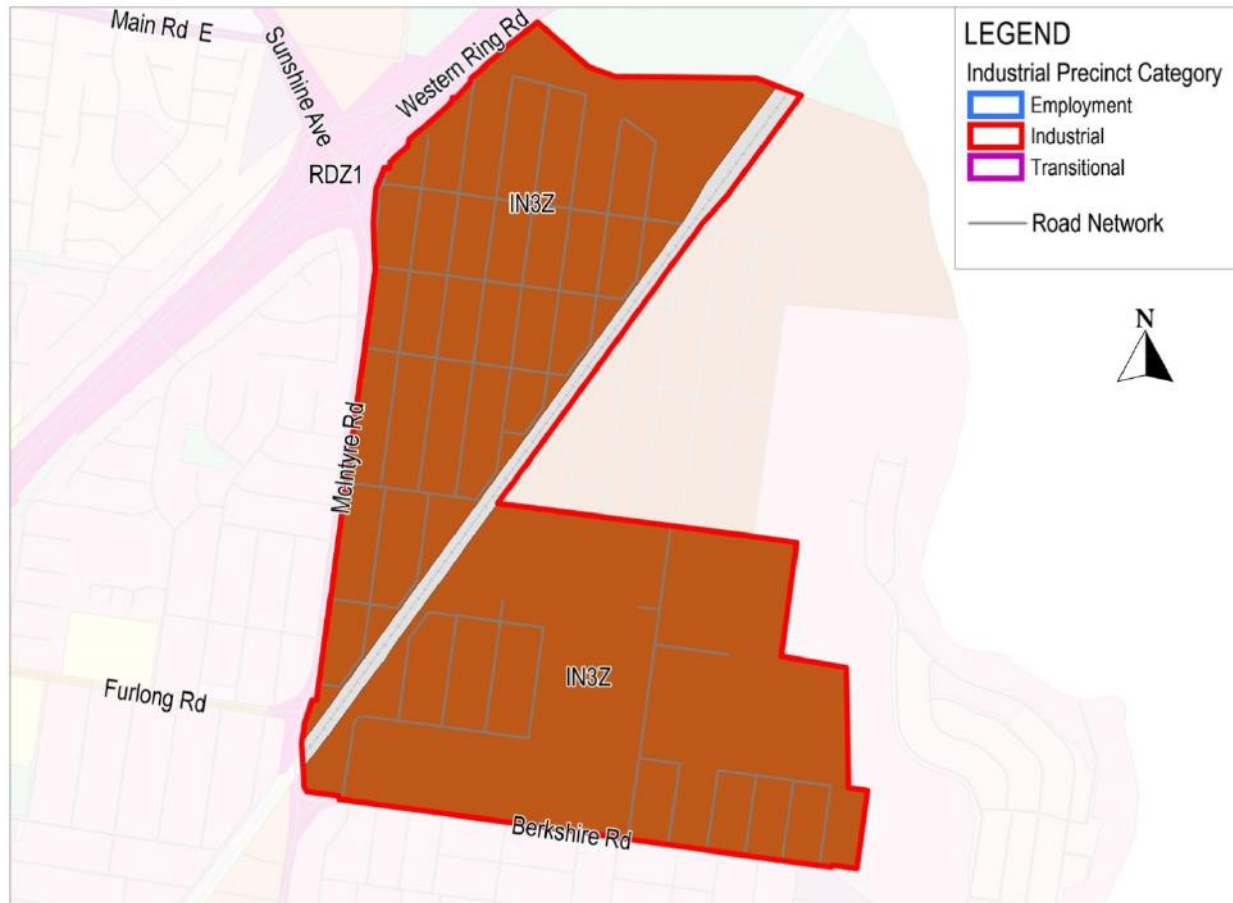 Main Rd E
Sunshine Ave
Western Ring Rd
RDZ1
IN3Z
McIntyre Rd
IN3Z
Furlong Rd
Berkshire Rd
LEGEND
Industrial Precinct Category
Employment
Industrial
Transitional
Road Network
N